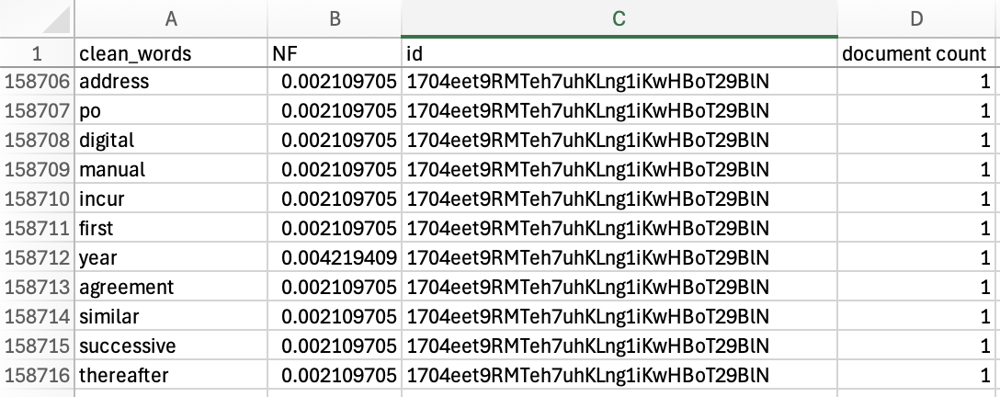 A B C D
1 clean_words NF id document count
158706 address 0.002109705 1704eet9RMTeh7uhKLng1iKwHBoT29BlN 1
158707 po 0.002109705 1704eet9RMTeh7uhKLng1iKwHBoT29BlN 1
158708 digital 0.002109705 1704eet9RMTeh7uhKLng1iKwHBoT29BlN 1
158709 manual 0.002109705 1704eet9RMTeh7uhKLng1iKwHBoT29BlN 1
158710 incur 0.002109705 1704eet9RMTeh7uhKLng1iKwHBoT29BlN 1
158711 first 0.002109705 1704eet9RMTeh7uhKLng1iKwHBoT29BlN 1
158712 year 0.004219409 1704eet9RMTeh7uhKLng1iKwHBoT29BlN 1
158713 agreement 0.002109705 1704eet9RMTeh7uhKLng1iKwHBoT29BlN 1
158714 similar 0.002109705 1704eet9RMTeh7uhKLng1iKwHBoT29BlN 1
158715 successive 0.002109705 1704eet9RMTeh7uhKLng1iKwHBoT29BlN 1
158716 thereafter 0.002109705 1704eet9RMTeh7uhKLng1iKwHBoT29BlN 1